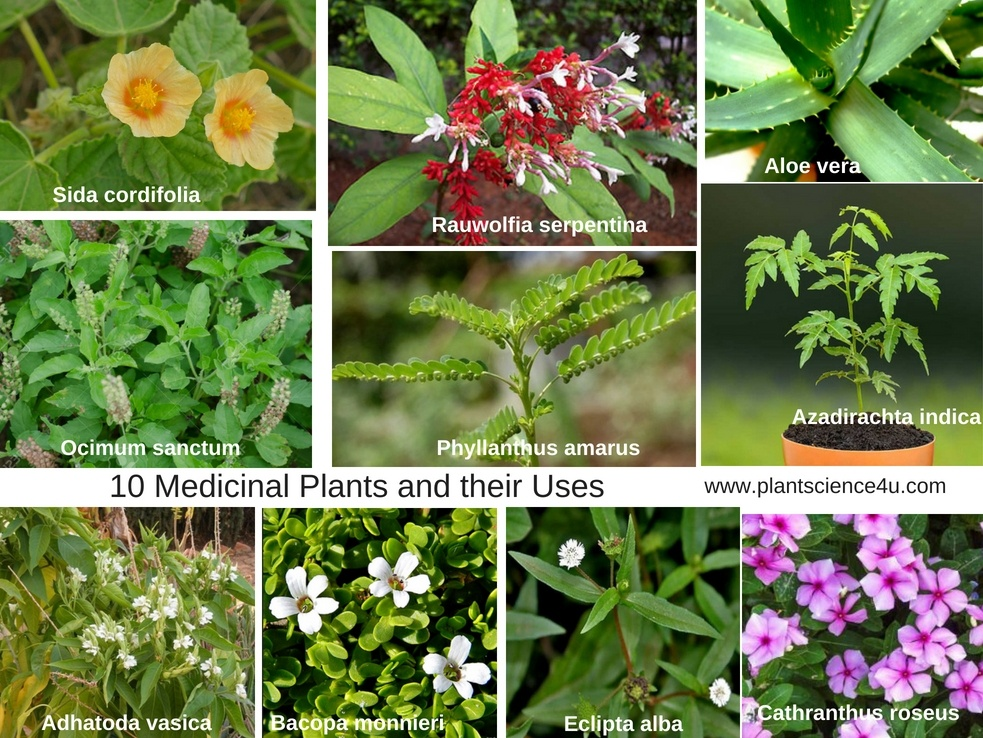 Sida cordifolia
Rauwolfia serpentina
Aloe vera
Ocimum sanctum
Phyllanthus amarus
Azadirachta indica
10 Medicinal Plants and their Uses
www.plantscience4u.com
Adhatoda vasica
Bacopa monnieri
Eclipta alba
Cathranthus roseus